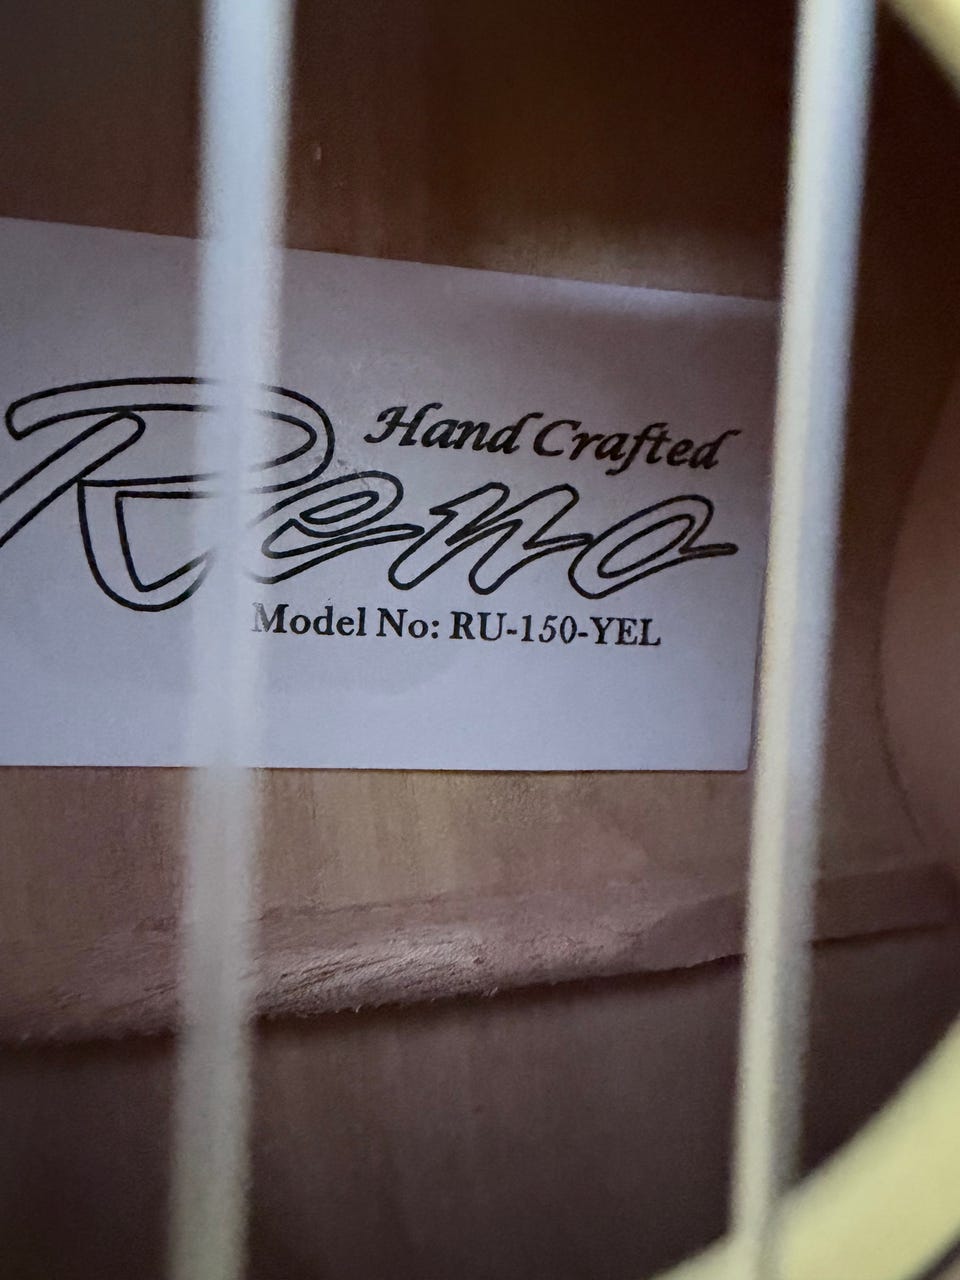 Hand Crafted
Reno
Model No: RU-150-YEL